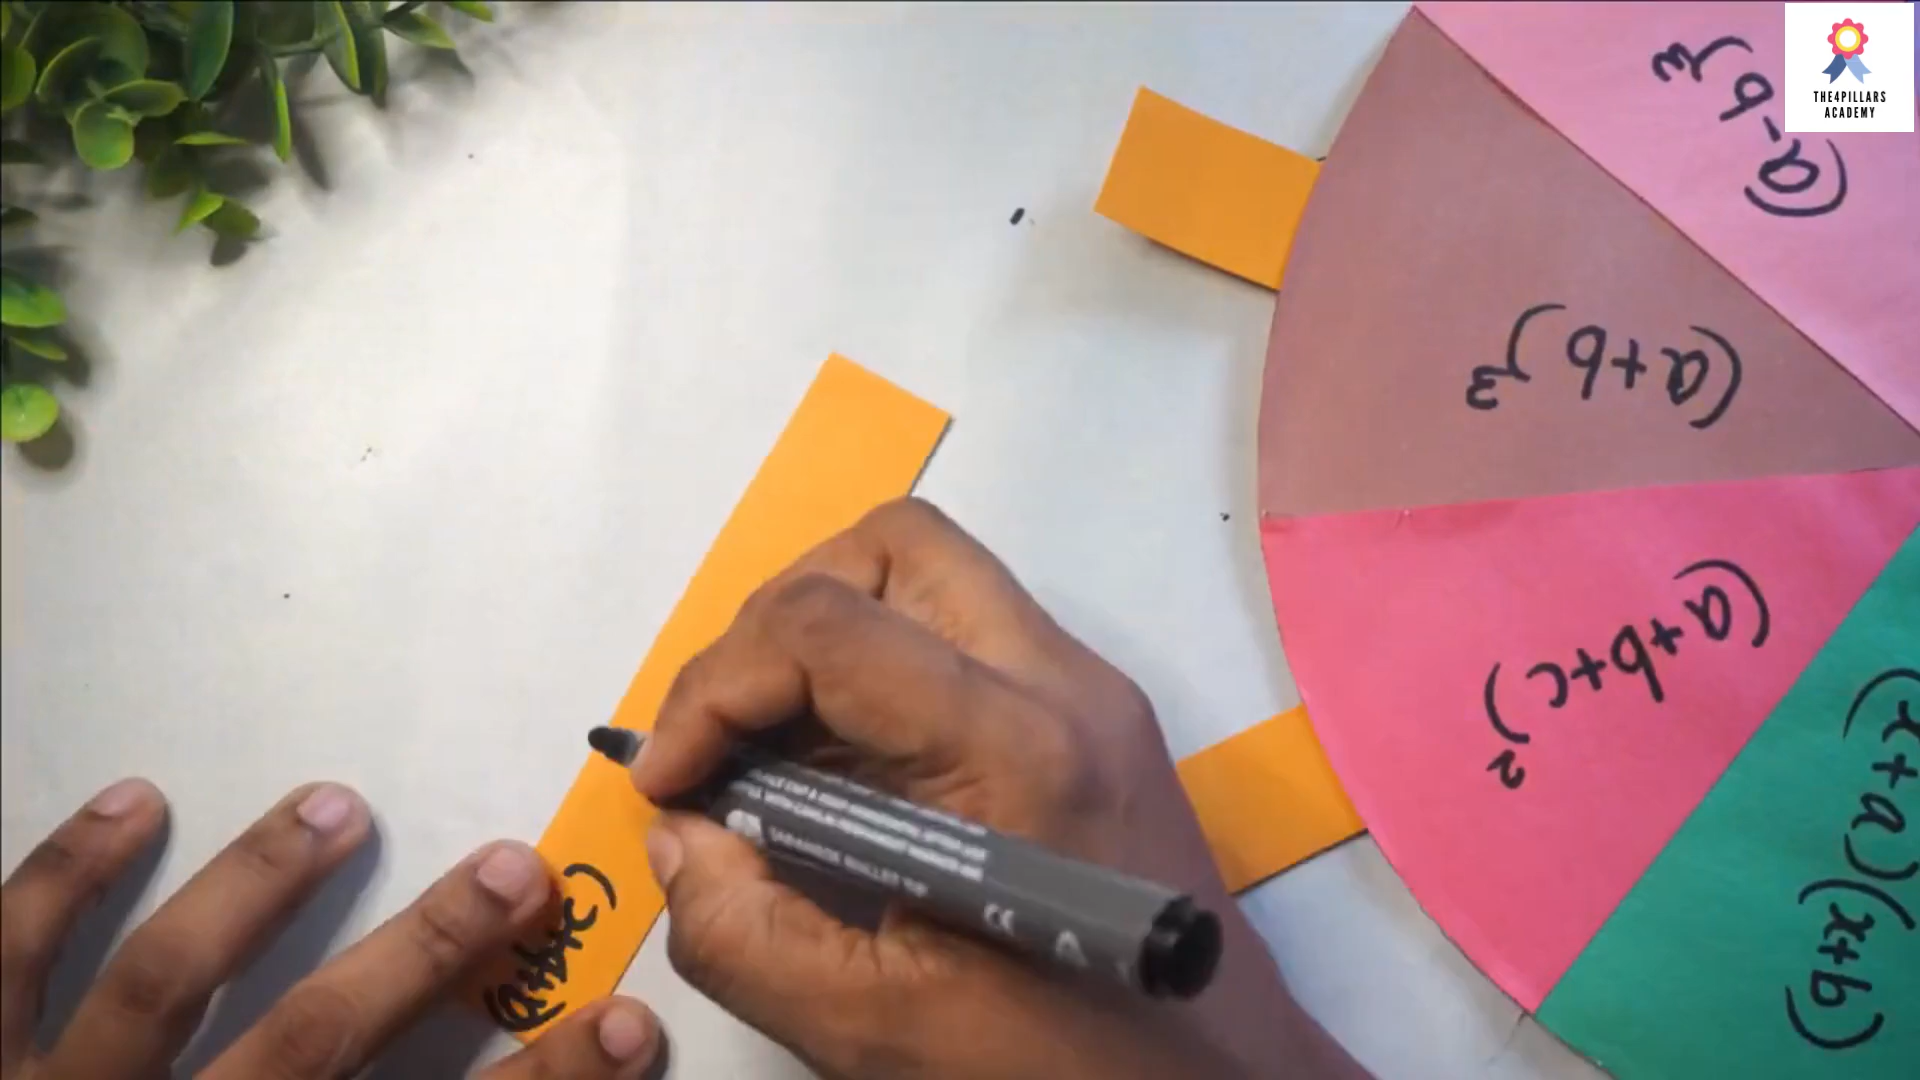 THE4PILLARS
ACADEMY
(a-b)³
(a+b)³
(a+b+c)²
(x+a)(x+b)
(a+b+c)